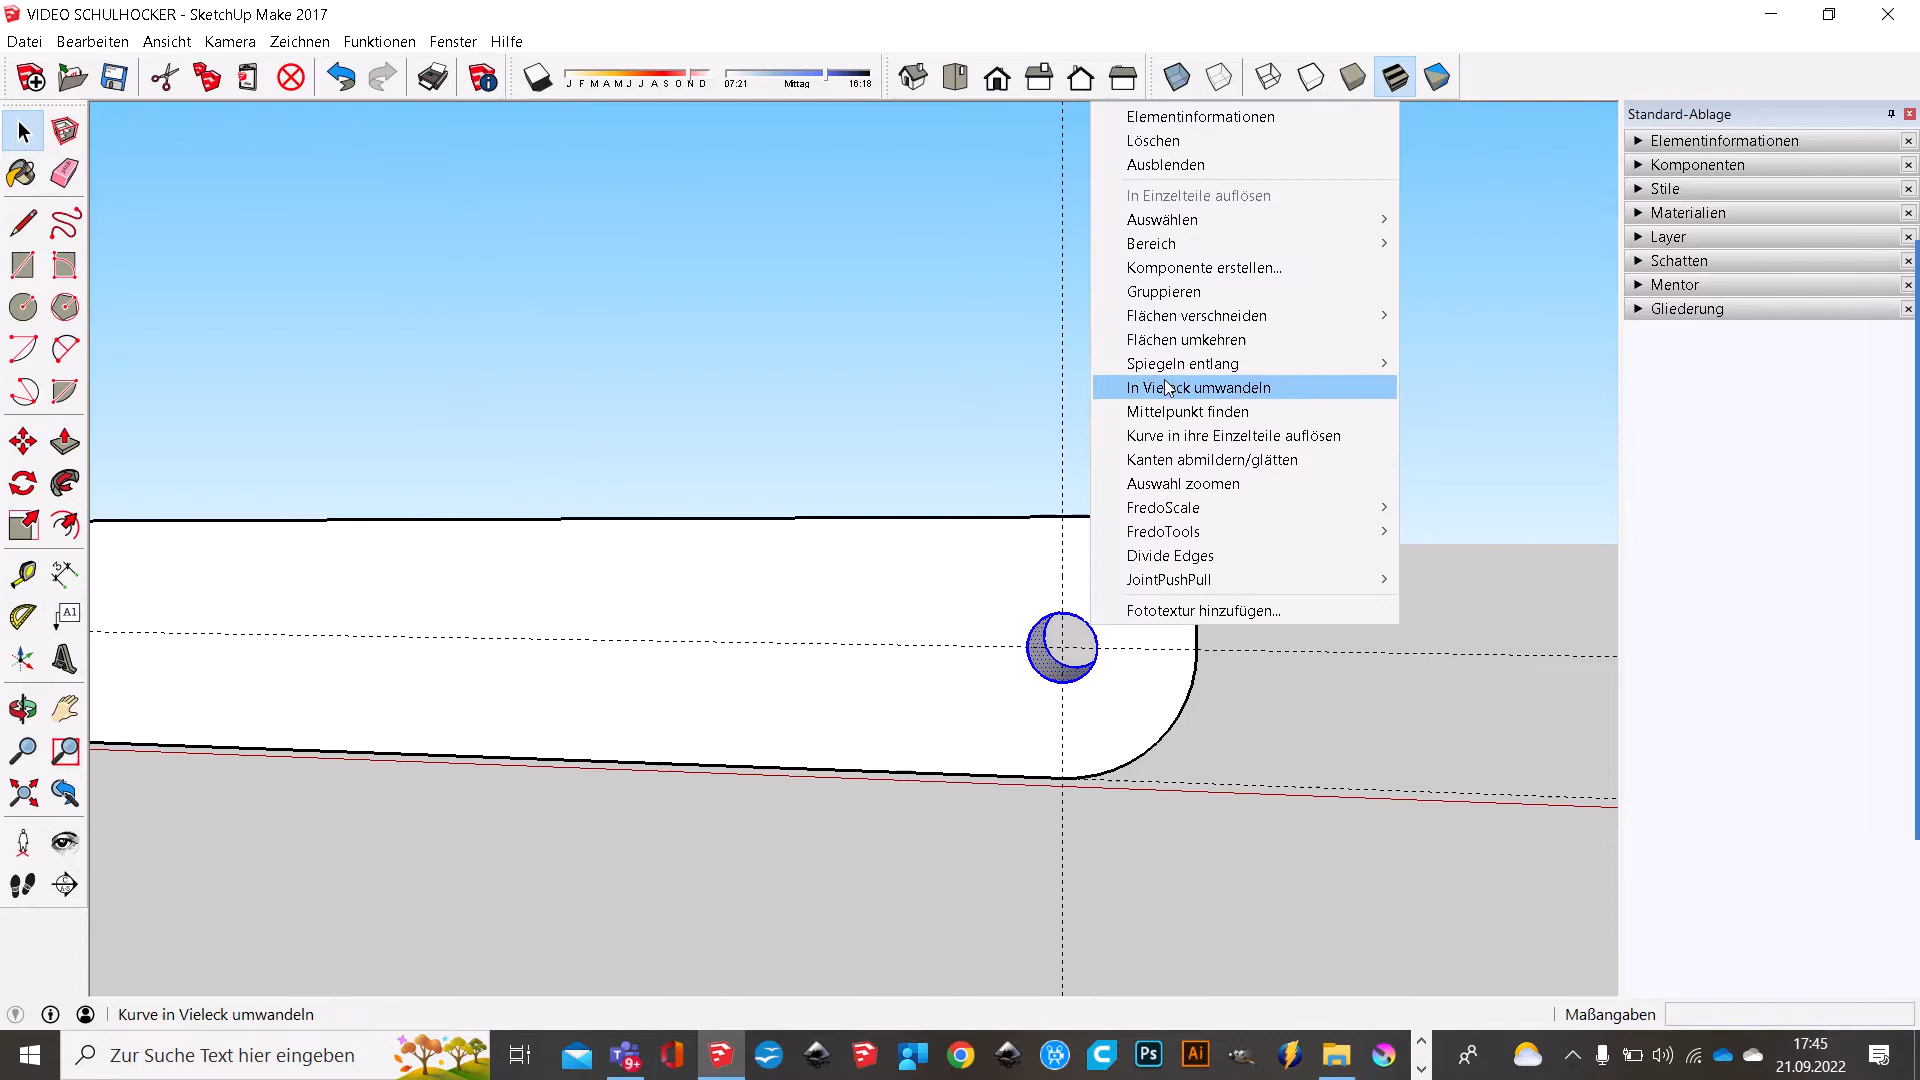 VIDEO SCHULHOCKER - SketchUp Make 2017
Datei Bearbeiten Ansicht Kamera Zeichnen Funktionen Fenster Hilfe
J F M A M J J A S O N D 07:21 Mittag 16:18
Elementinformationen
Löschen
Ausblenden
In Einzelteile auflösen
Auswählen
Bereich
Komponente erstellen...
Gruppieren
Flächen verschneiden
Flächen umkehren
Spiegeln entlang
In Vieleck umwandeln
Mittelpunkt finden
Kurve in ihre Einzelteile auflösen
Kanten abmildern/glätten
Auswahl zoomen
FredoScale
FredoTools
Divide Edges
JointPushPull
Fototextur hinzufügen...
Standard-Ablage
Elementinformationen
Komponenten
Stile
Materialien
Layer
Schatten
Mentor
Gliederung
A1
Kurve in Vieleck umwandeln
Maßangaben
Zur Suche Text hier eingeben
9+
Ps
Ai
17:45
21.09.2022